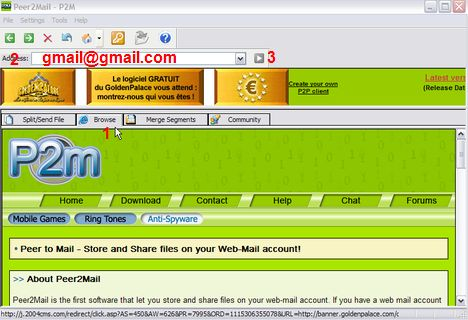 Peer2Mail - P2M
File Settings Tools Help
2 Address: gmail@gmail.com 3
GOLDENPALACE
Le logiciel GRATUIT
du GoldenPalace vous attend :
montrez-nous qui vous êtes !
€
Create your own
P2P client
Latest vers
(Release Dat
Split/Send File Browse Merge Segments Community
1
P2m
Home Download Contact Help Chat Forums
Mobile Games Ring Tones Anti-Spyware
• Peer to Mail - Store and Share files on your Web-Mail account!
>> About Peer2Mail
Peer2Mail is the first software that let you store and share files on your web-mail account. If you have a web-mail account
http://j.2004cms.com/redirect/click.asp?AS=450&AW=626&PR=7995&ORD=1115306355078&URL=http://banner.goldenpalace.com/c